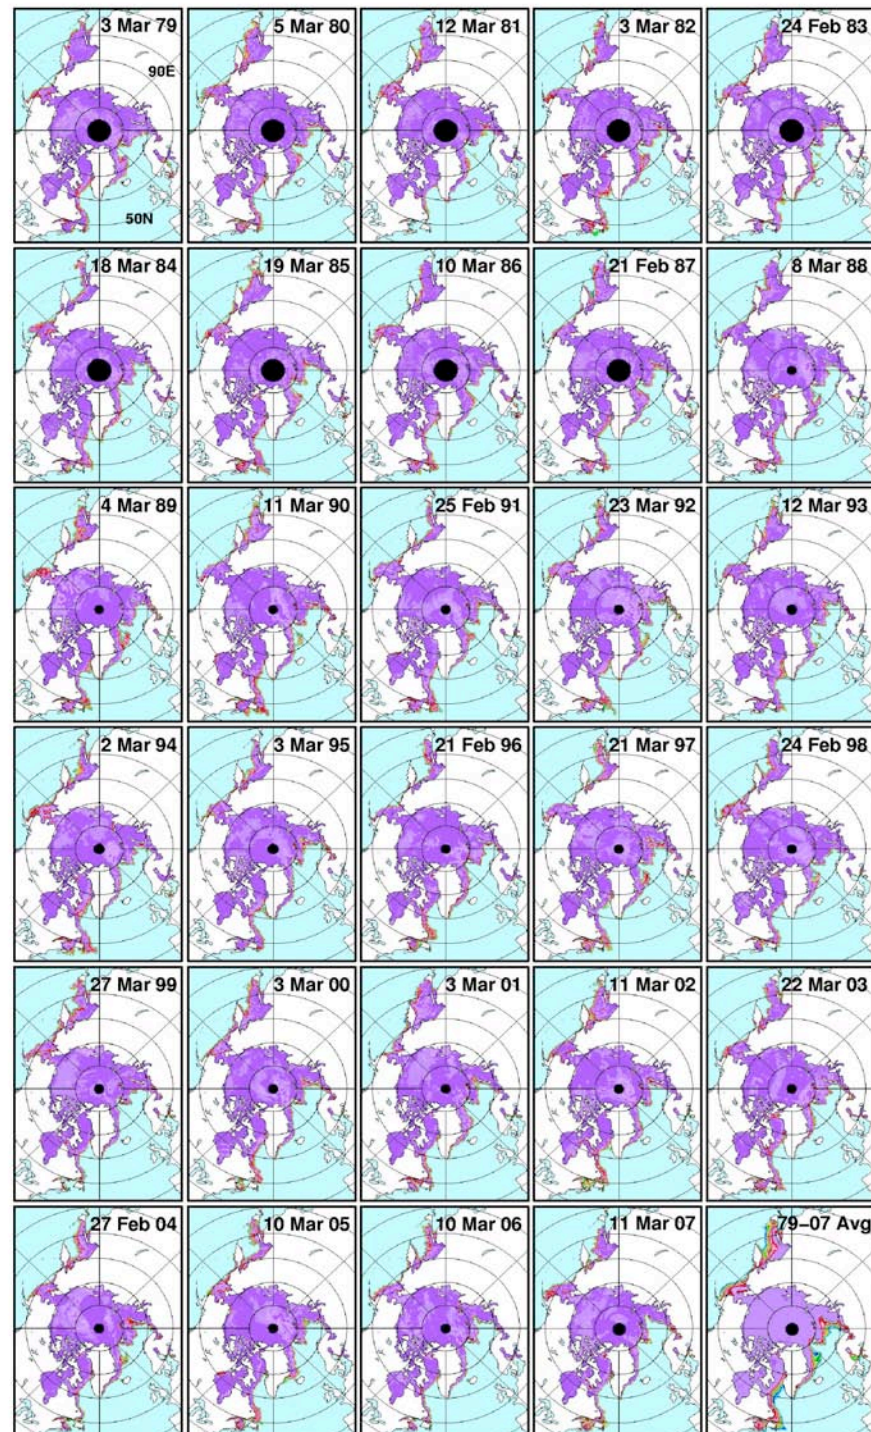 3 Mar 79
5 Mar 80
12 Mar 81
3 Mar 82
24 Feb 83
90E
50N
18 Mar 84
19 Mar 85
10 Mar 86
21 Feb 87
8 Mar 88
4 Mar 89
11 Mar 90
25 Feb 91
23 Mar 92
12 Mar 93
2 Mar 94
3 Mar 95
21 Feb 96
21 Mar 97
24 Feb 98
27 Mar 99
3 Mar 00
3 Mar 01
11 Mar 02
22 Mar 03
27 Feb 04
10 Mar 05
10 Mar 06
11 Mar 07
79-07 Avg